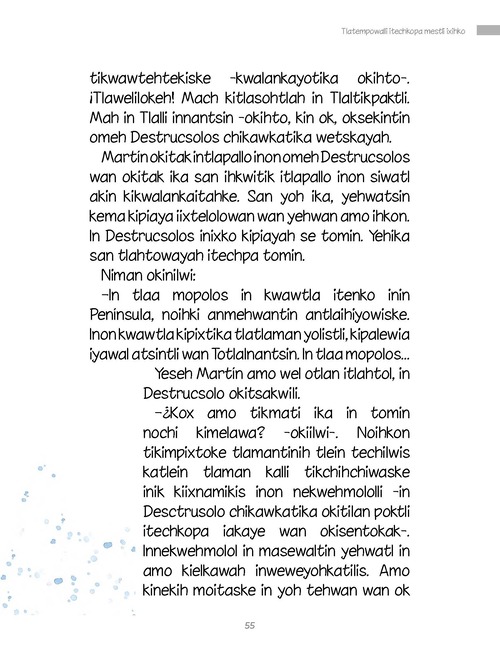 Tlatempowalli itechkopa mestli ixihko
tikwawtehtekiske -kwalankayotika okihto-.
¡Tlawelilokeh! Mach kitlasohtlah in Tlaltikpaktli.
Mah in Tlalli innantsin -okihto, kin ok, oksekintin
omeh Destrucsolos chikawkatika wetskayah.
Martín okitak intlapallo inon omeh Destrucsolos
wan okitak ika san ihkwitik itlapallo inon siwatl
akin kikwalankaitahke. San yoh ika, yehwatsin
kema kipiaya iixtelolowan wan yehwan amo ihkon.
In Destrucsolos inixko kipiayah se tomin. Yehika
san tlahtowayah itechpa tomin.
Niman okinilwi:
-In tlaa mopolos in kwawtla itenko inin
Península, noihki anmehwantin antlaihiyowiske.
Inon kwawtla kipixtika tlatlaman yolistli, kipalewia
iyawal atsintli wan Totlalnantsin. In tlaa mopolos...
Yeseh Martín amo wel otlan itlahtol, in
Destrucsolo okitsakwili.
-¿Kox amo tikmati ika in tomin
nochi kimelawa? -okiilwi-. Noihkon
tikimpixtoke tlamantinih tlein techilwis
katlein tlaman kalli tikchihchiwaske
inik kiixnamikis inon nekwehmololli -in
Desctrusolo chikawkatika okitilan poktli
itechkopa iakaye wan okisentokak-.
Innekwehmolol in masewaltin yehwatl in
amo kielkawah inweweyohkatilis. Amo
kinekih moitaske in yoh tehwan wan ok
55